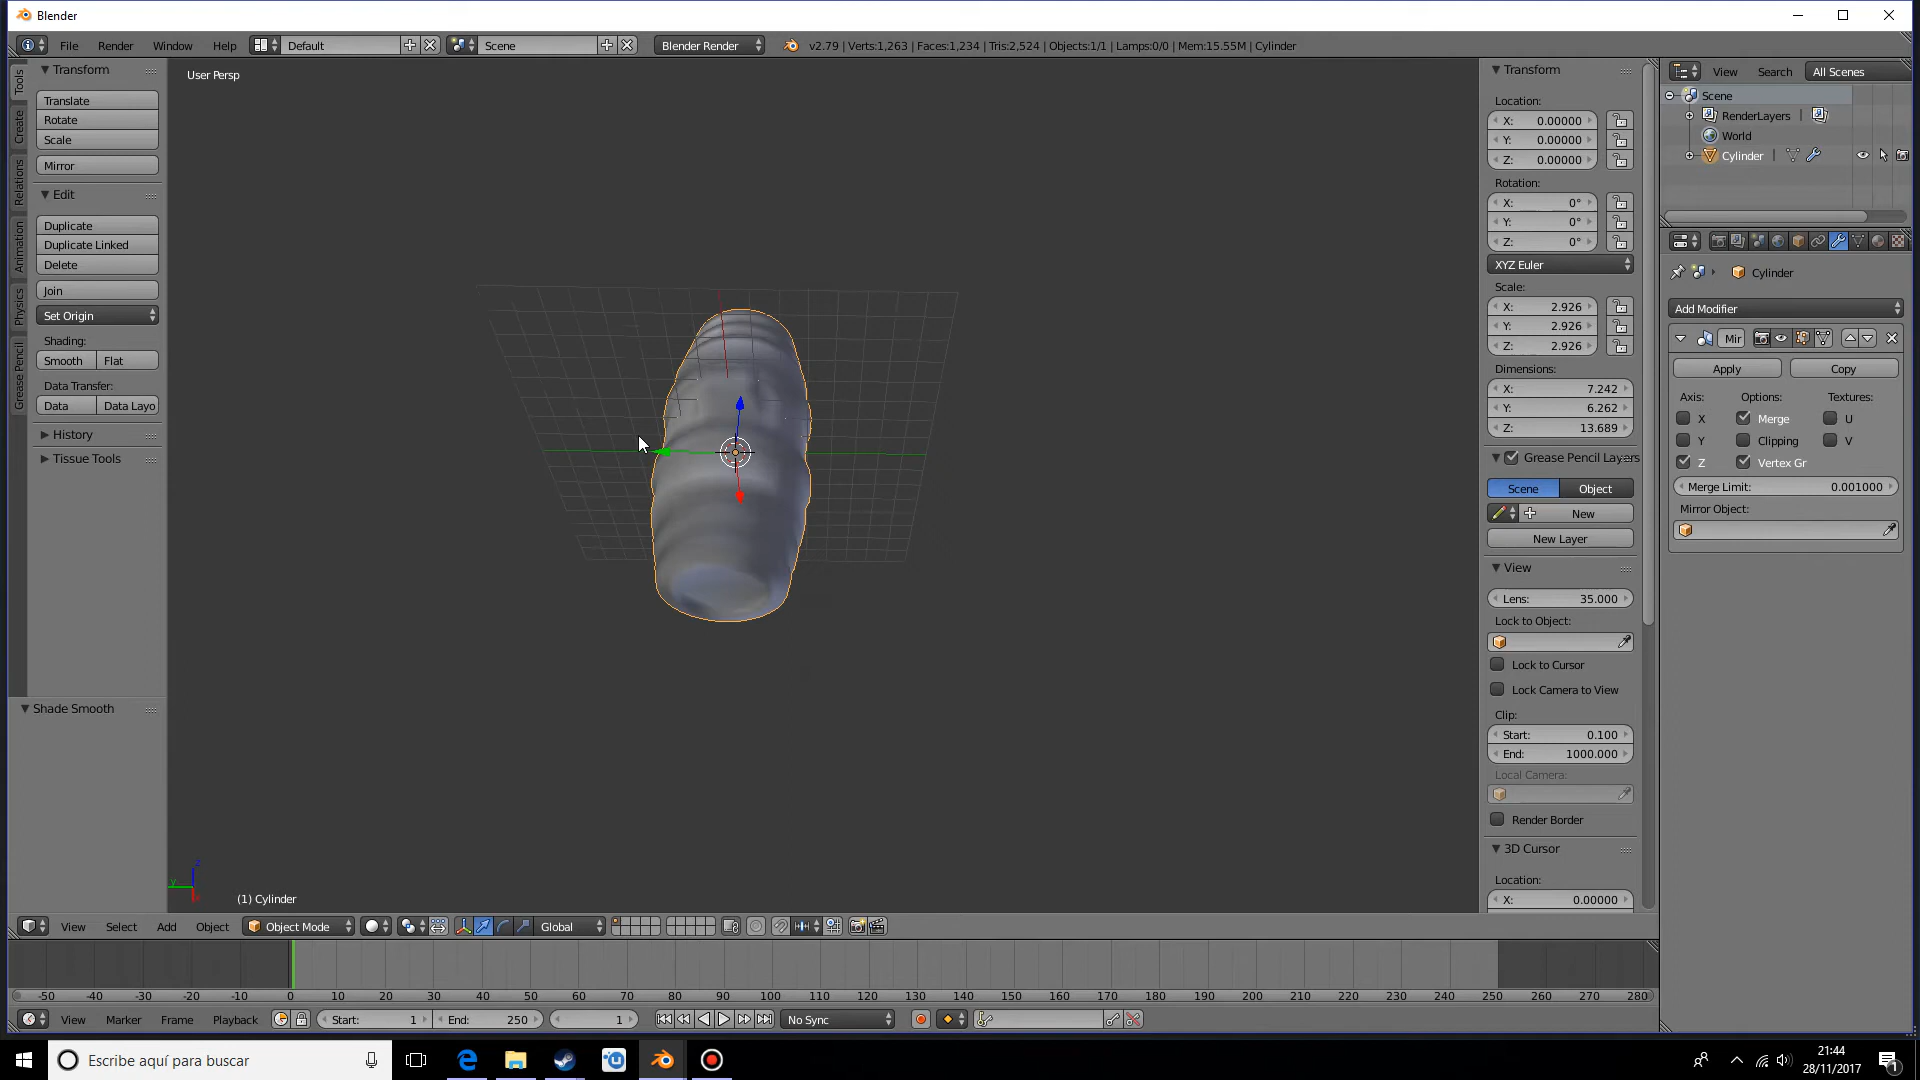 Blender
File Render Window Help Default Scene Blender Render v2.79 | Verts:1,263 | Faces:1,234 | Tris:2,524 | Objects:1/1 | Lamps:0/0 | Mem:15.55M | Cylinder
Tools
Create
Relations
Animation
Physics
Grease Pencil
Transform
Translate
Rotate
Scale
Mirror
Edit
Duplicate
Duplicate Linked
Delete
Join
Set Origin
Shading:
Smooth Flat
Data Transfer:
Data Data Layo
History
Tissue Tools
Shade Smooth
User Persp
z
y
(1) Cylinder
Transform
Location:
X: 0.00000
Y: 0.00000
Z: 0.00000
Rotation:
X: 0°
Y: 0°
Z: 0°
XYZ Euler
Scale:
X: 2.926
Y: 2.926
Z: 2.926
Dimensions:
X: 7.242
Y: 6.262
Z: 13.689
Grease Pencil Layers
Scene Object
New
New Layer
View
Lens: 35.000
Lock to Object:
Lock to Cursor
Lock Camera to View
Clip:
Start: 0.100
End: 1000.000
Local Camera:
Render Border
3D Cursor
Location:
X: 0.00000
View Search All Scenes
Scene
RenderLayers |
World
Cylinder |
Cylinder
Add Modifier
Mir
Apply Copy
Axis: Options: Textures:
X Merge U
Y Clipping V
Z Vertex Gr
Merge Limit: 0.001000
Mirror Object:
View Select Add Object Object Mode Global
-50 -40 -30 -20 -10 0 10 20 30 40 50 60 70 80 90 100 110 120 130 140 150 160 170 180 190 200 210 220 230 240 250 260 270 280
View Marker Frame Playback Start: 1 End: 250 1 No Sync
Escribe aquí para buscar
21:44
28/11/2017
1